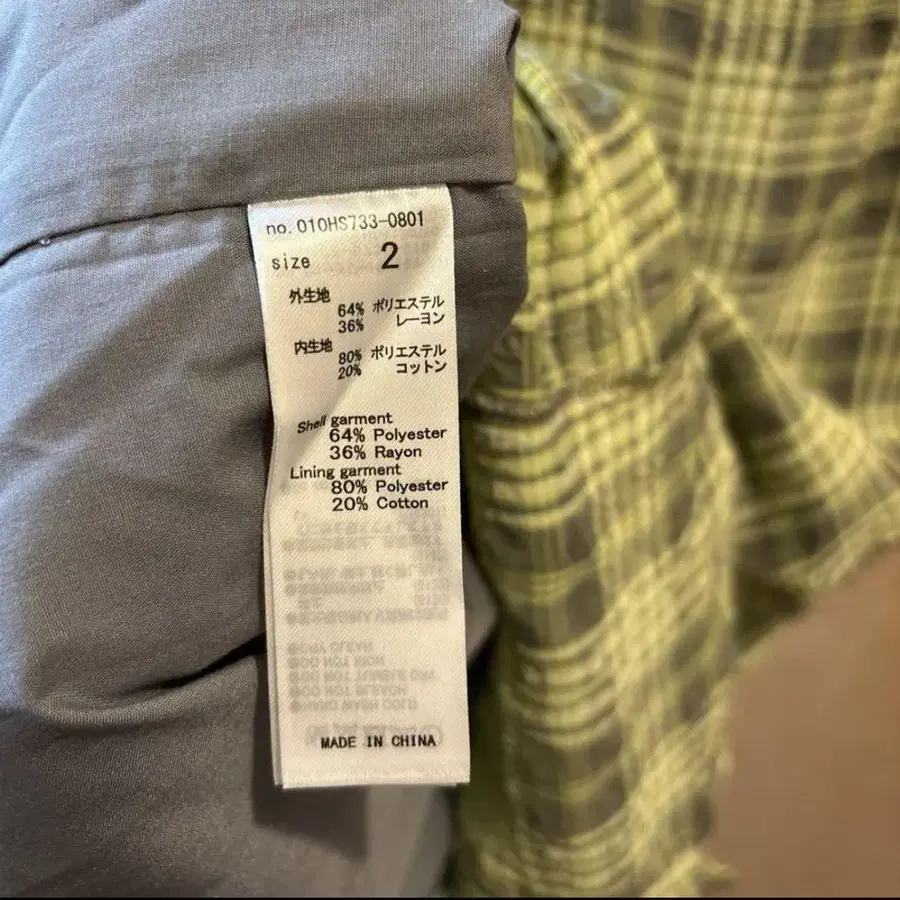 no. 010HS733-0801
size 2
外生地
64% ポリエステル
36% レーヨン
内生地
80% ポリエステル
20% コットン
Shell garment
64% Polyester
36% Rayon
Lining garment
80% Polyester
20% Cotton
MADE IN CHINA